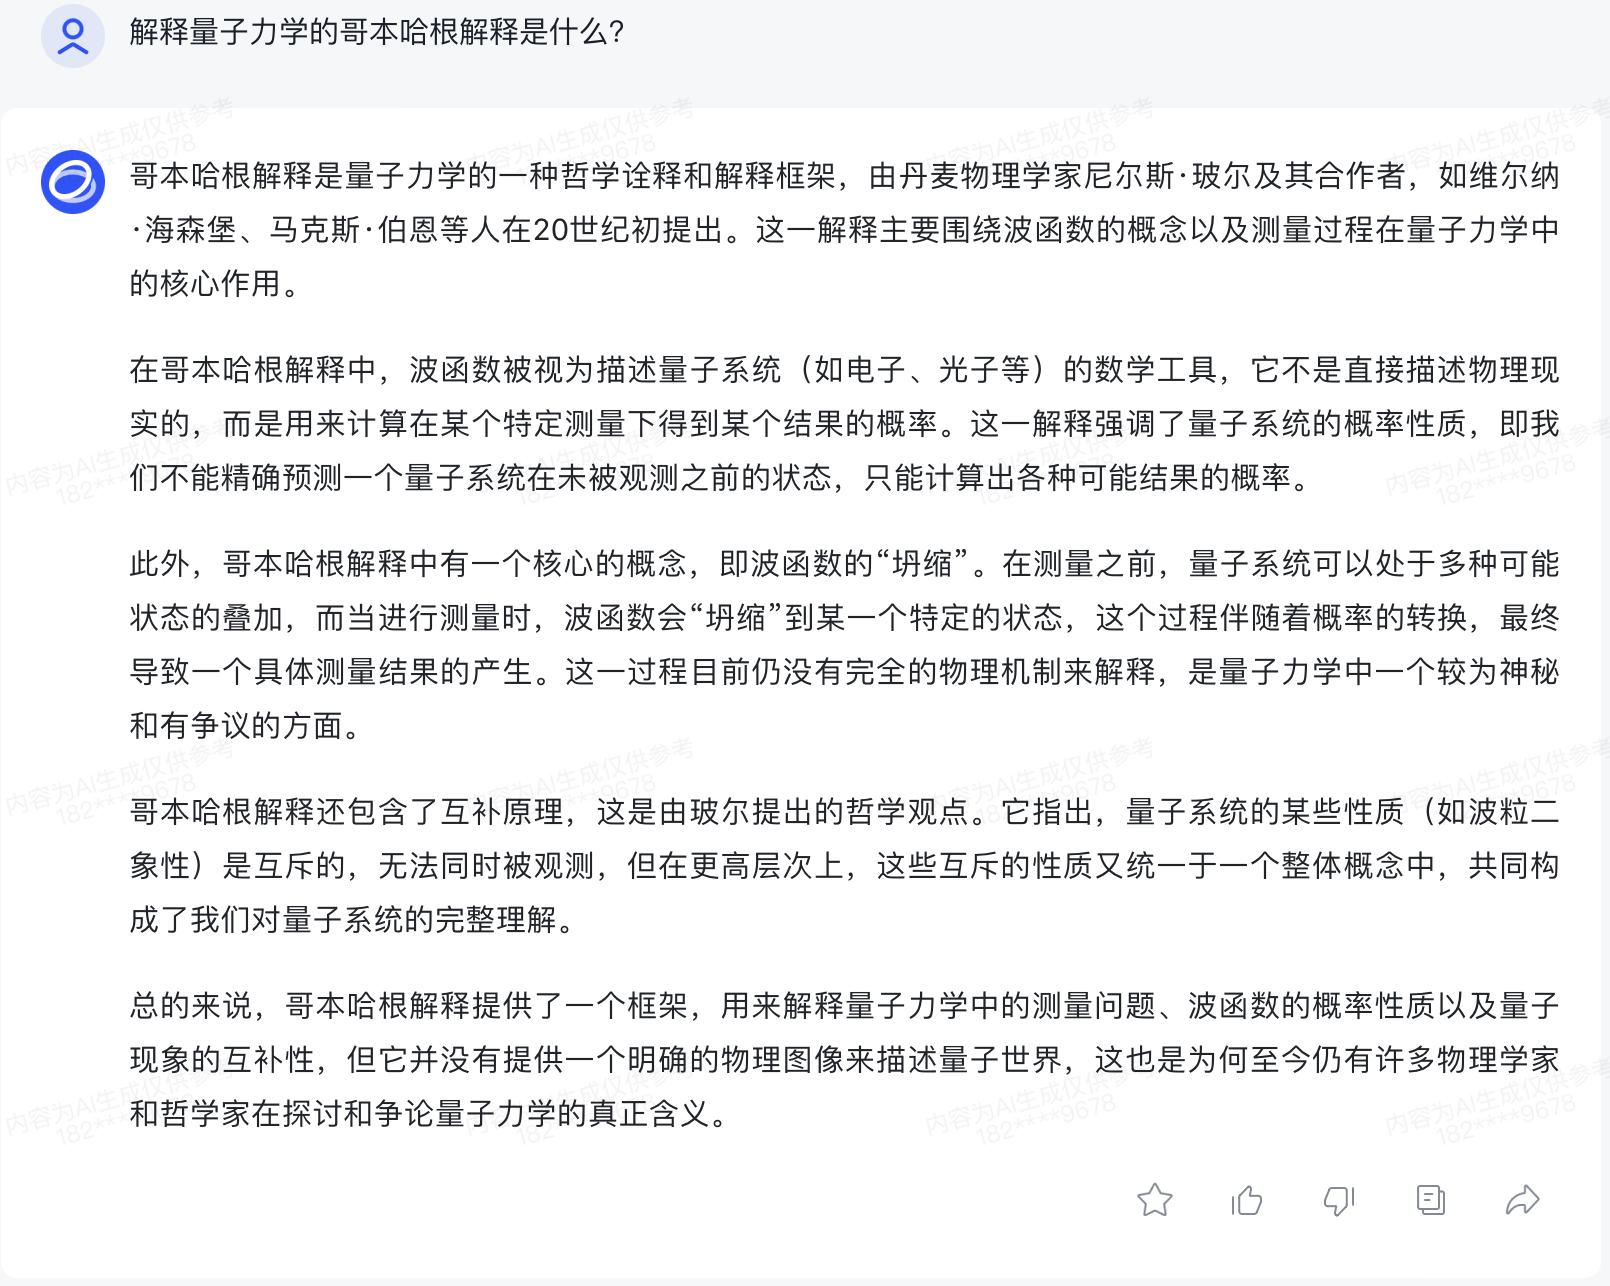 解释量子力学的哥本哈根解释是什么?
哥本哈根解释是量子力学的一种哲学诠释和解释框架，由丹麦物理学家尼尔斯·玻尔及其合作者，如维尔纳
·海森堡、马克斯·伯恩等人在20世纪初提出。这一解释主要围绕波函数的概念以及测量过程在量子力学中
的核心作用。
在哥本哈根解释中，波函数被视为描述量子系统（如电子、光子等）的数学工具，它不是直接描述物理现
实的，而是用来计算在某个特定测量下得到某个结果的概率。这一解释强调了量子系统的概率性质，即我
们不能精确预测一个量子系统在未被观测之前的状态，只能计算出各种可能结果的概率。
此外，哥本哈根解释中有一个核心的概念，即波函数的“坍缩”。在测量之前，量子系统可以处于多种可能
状态的叠加，而当进行测量时，波函数会“坍缩”到某一个特定的状态，这个过程伴随着概率的转换，最终
导致一个具体测量结果的产生。这一过程目前仍没有完全的物理机制来解释，是量子力学中一个较为神秘
和有争议的方面。
哥本哈根解释还包含了互补原理，这是由玻尔提出的哲学观点。它指出，量子系统的某些性质（如波粒二
象性）是互斥的，无法同时被观测，但在更高层次上，这些互斥的性质又统一于一个整体概念中，共同构
成了我们对量子系统的完整理解。
总的来说，哥本哈根解释提供了一个框架，用来解释量子力学中的测量问题、波函数的概率性质以及量子
现象的互补性，但它并没有提供一个明确的物理图像来描述量子世界，这也是为何至今仍有许多物理学家
和哲学家在探讨和争论量子力学的真正含义。
内容为AI生成仅供参考
182****9678